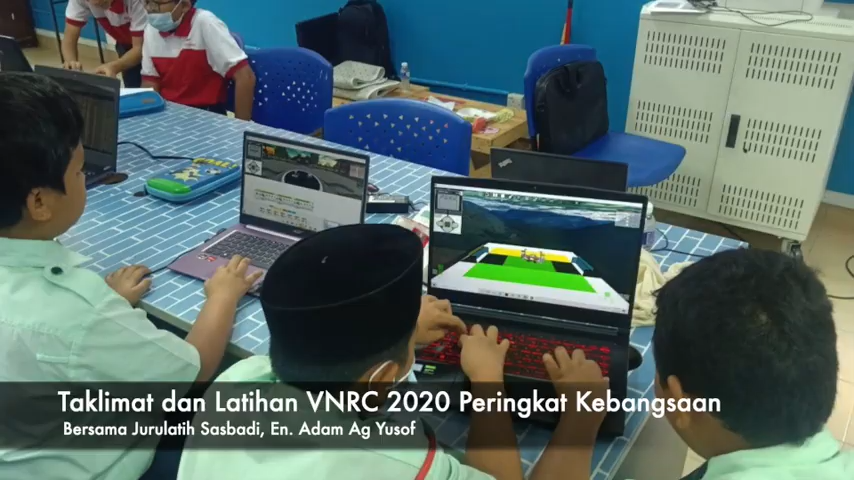 Taklimat dan Latihan VNRC 2020 Peringkat Kebangsaan
Bersama Jurulatih Sasbadi, En. Adam Ag Yusof